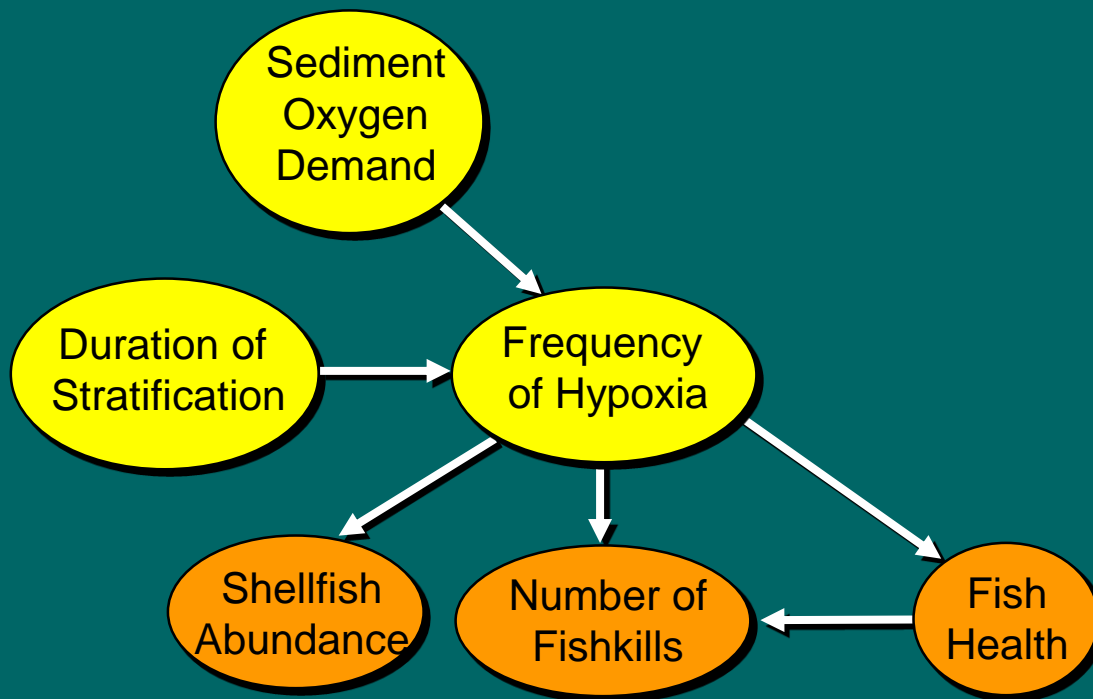 Sediment
Oxygen
Demand
Duration of
Stratification
Frequency
of Hypoxia
Shellfish
Abundance
Number of
Fishkills
Fish
Health